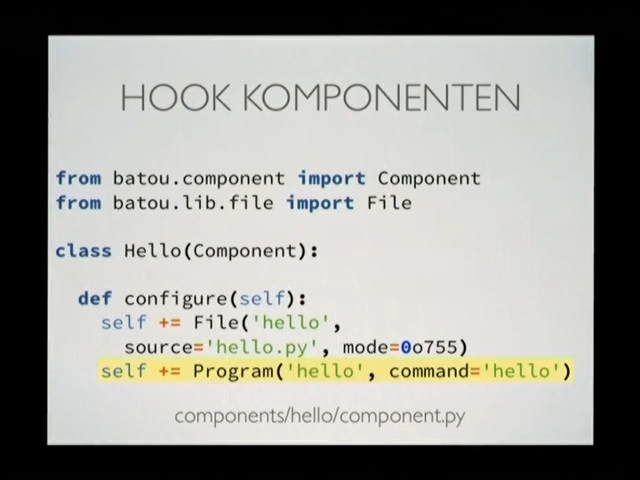 HOOK KOMPONENTEN
from batou.component import Component
from batou.lib.file import File
class Hello(Component):
def configure(self):
self += File('hello',
source='hello.py', mode=0o755)
self += Program('hello', command='hello')
components/hello/component.py